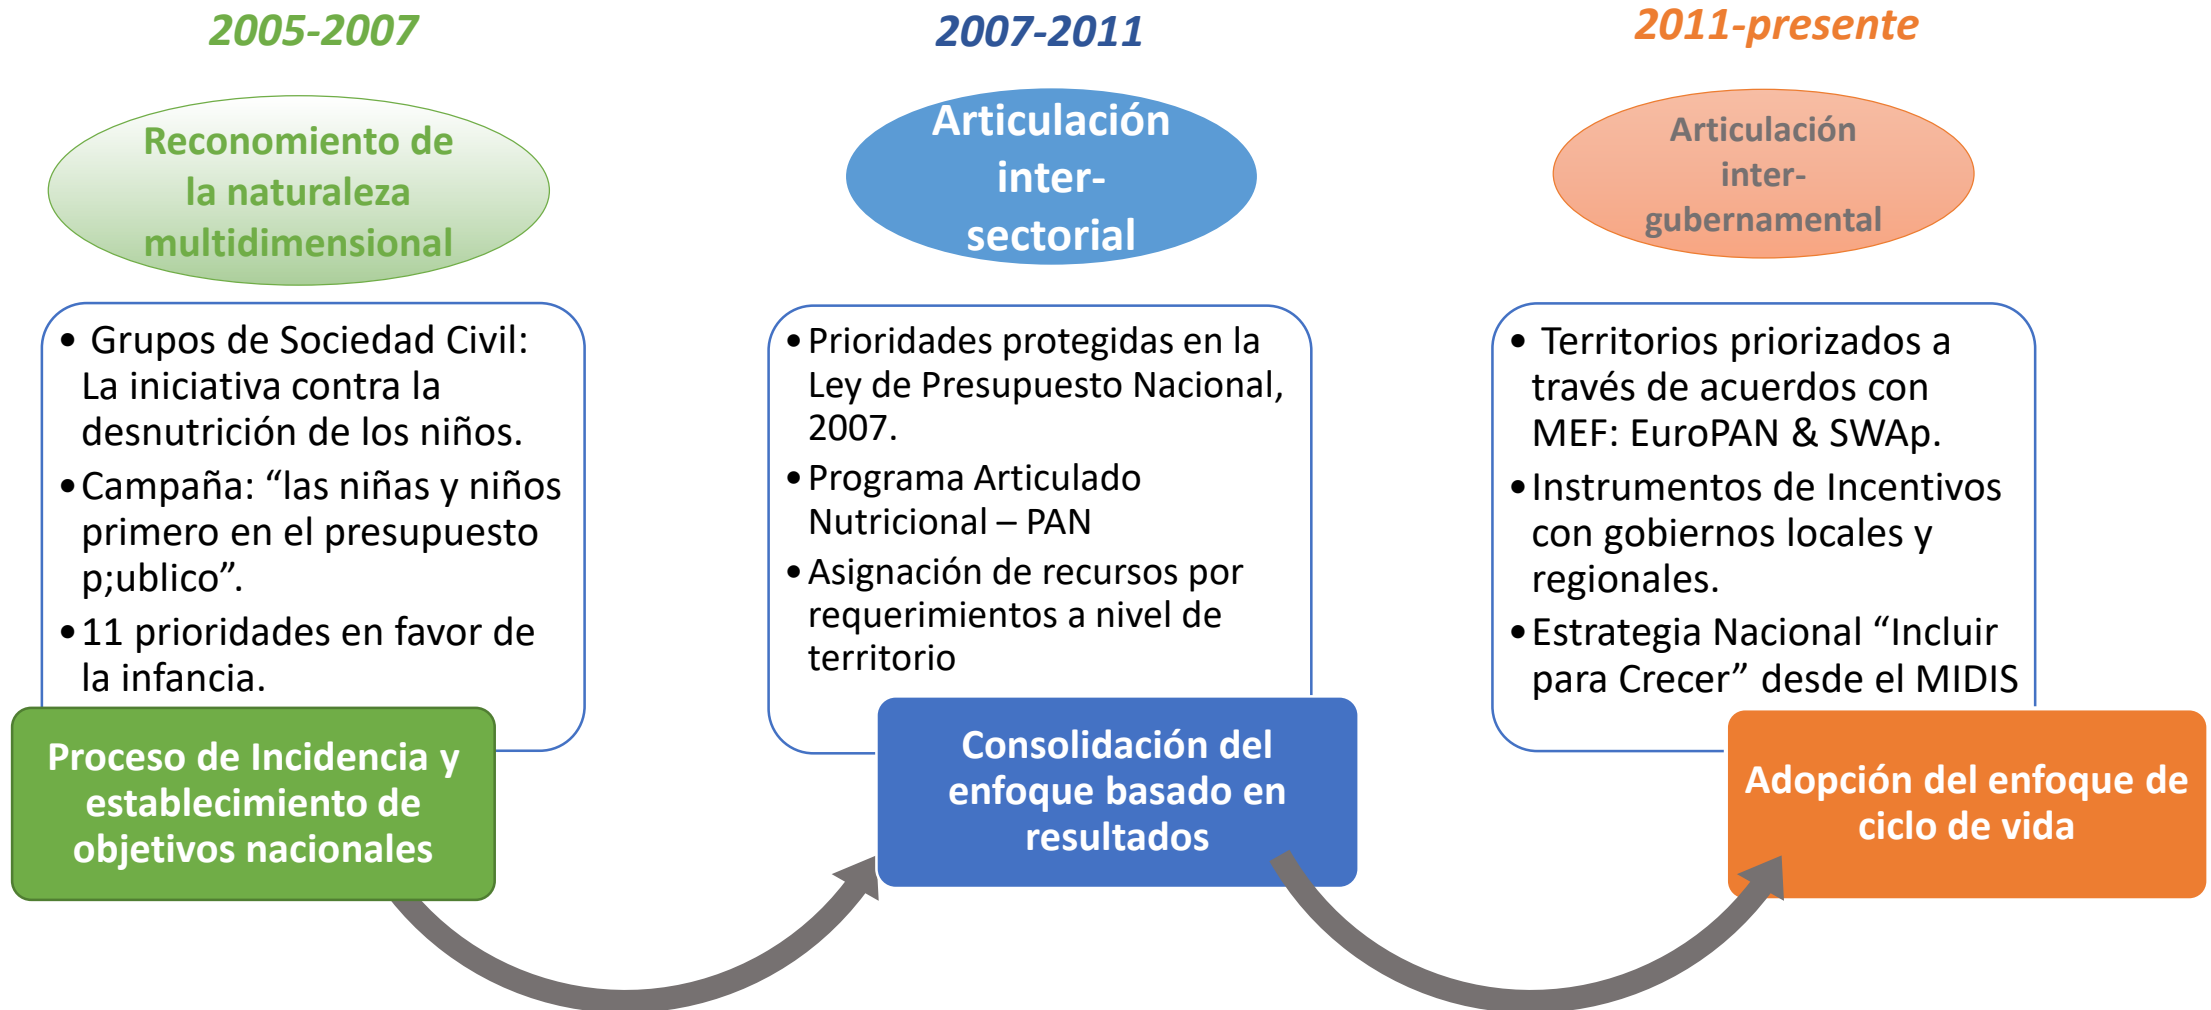 2005-2007
Reconomiento de
la naturaleza
multidimensional
• Grupos de Sociedad Civil:
La iniciativa contra la
desnutrición de los niños.
• Campaña: “las niñas y niños
primero en el presupuesto
p;ublico”.
• 11 prioridades en favor de
la infancia.
Proceso de Incidencia y
establecimiento de
objetivos nacionales
2007-2011
Articulación
inter-
sectorial
• Prioridades protegidas en la
Ley de Presupuesto Nacional,
2007.
• Programa Articulado
Nutricional – PAN
• Asignación de recursos por
requerimientos a nivel de
territorio
Consolidación del
enfoque basado en
resultados
2011-presente
Articulación
inter-
gubernamental
• Territorios priorizados a
través de acuerdos con
MEF: EuroPAN & SWAp.
• Instrumentos de Incentivos
con gobiernos locales y
regionales.
• Estrategia Nacional “Incluir
para Crecer” desde el MIDIS
Adopción del enfoque de
ciclo de vida